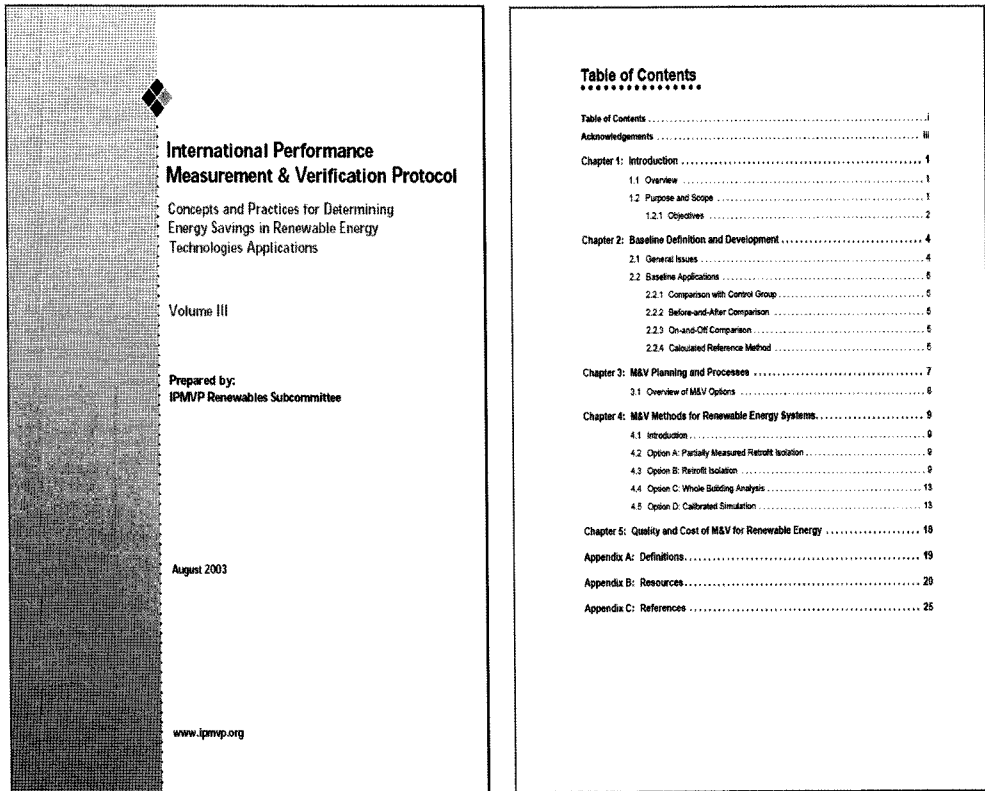 International Performance
Measurement & Verification Protocol
Concepts and Practices for Determining
Energy Savings in Renewable Energy
Technologies Applications
Volume III
Prepared by:
IPMVP Renewables Subcommittee
August 2003
www.ipmvp.org
Table of Contents
Table of Contents ... i
Acknowledgements ... iii
Chapter 1: Introduction ... 1
1.1 Overview ... 1
1.2 Purpose and Scope ... 1
1.2.1 Objectives ... 2
Chapter 2: Baseline Definition and Development ... 4
2.1 General Issues ... 4
2.2 Baseline Applications
2.2.1 Comparison with Control Group
2.2.2 Before-and-After Comparison
2.2.3 On-and-Off Comparison
2.2.4 Calculated Reference Method
Chapter 3: M&V Planning and Processes ... 7
3.1 Overview of M&V Options
Chapter 4: M&V Methods for Renewable Energy Systems ... 9
4.1 Introduction ... 9
4.2 Option A: Partially Measured Retrofit Isolation ... 9
4.3 Option B: Retrofit Isolation ... 9
4.4 Option C: Whole Building Analysis ... 13
4.5 Option D: Calibrated Simulation ... 13
Chapter 5: Quality and Cost of M&V for Renewable Energy ... 18
Appendix A: Definitions ... 19
Appendix B: Resources ... 20
Appendix C: References ... 25